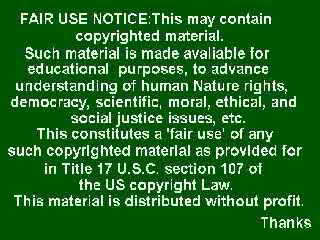 FAIR USE NOTICE:This may contain
copyrighted material.
Such material is made avaliable for
educational purposes, to advance
understanding of human Nature rights,
democracy, scientific, moral, ethical, and
social justice issues, etc.
This constitutes a 'fair use' of any
such copyrighted material as provided for
in Title 17 U.S.C. section 107 of
the US copyright Law.
This material is distributed without profit.
Thanks